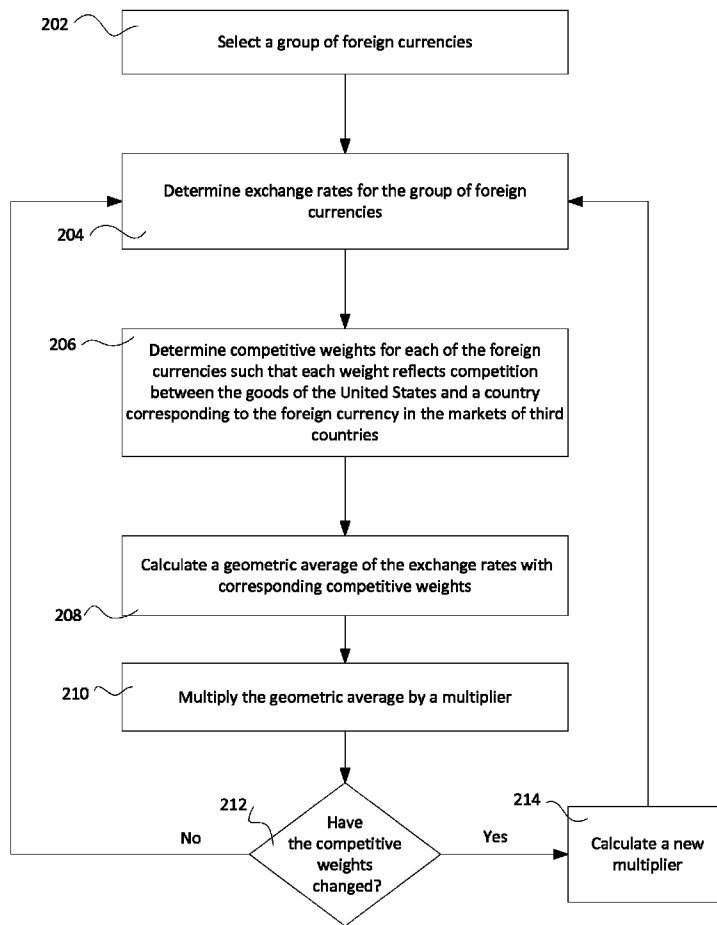 202
Select a group of foreign currencies
Determine exchange rates for the group of foreign
currencies
204
206
Determine competitive weights for each of the foreign
currencies such that each weight reflects competition
between the goods of the United States and a country
corresponding to the foreign currency in the markets of third
countries
Calculate a geometric average of the exchange rates with
corresponding competitive weights
208
210
Multiply the geometric average by a multiplier
212
Have
the competitive
weights
changed?
No
Yes
214
Calculate a new
multiplier